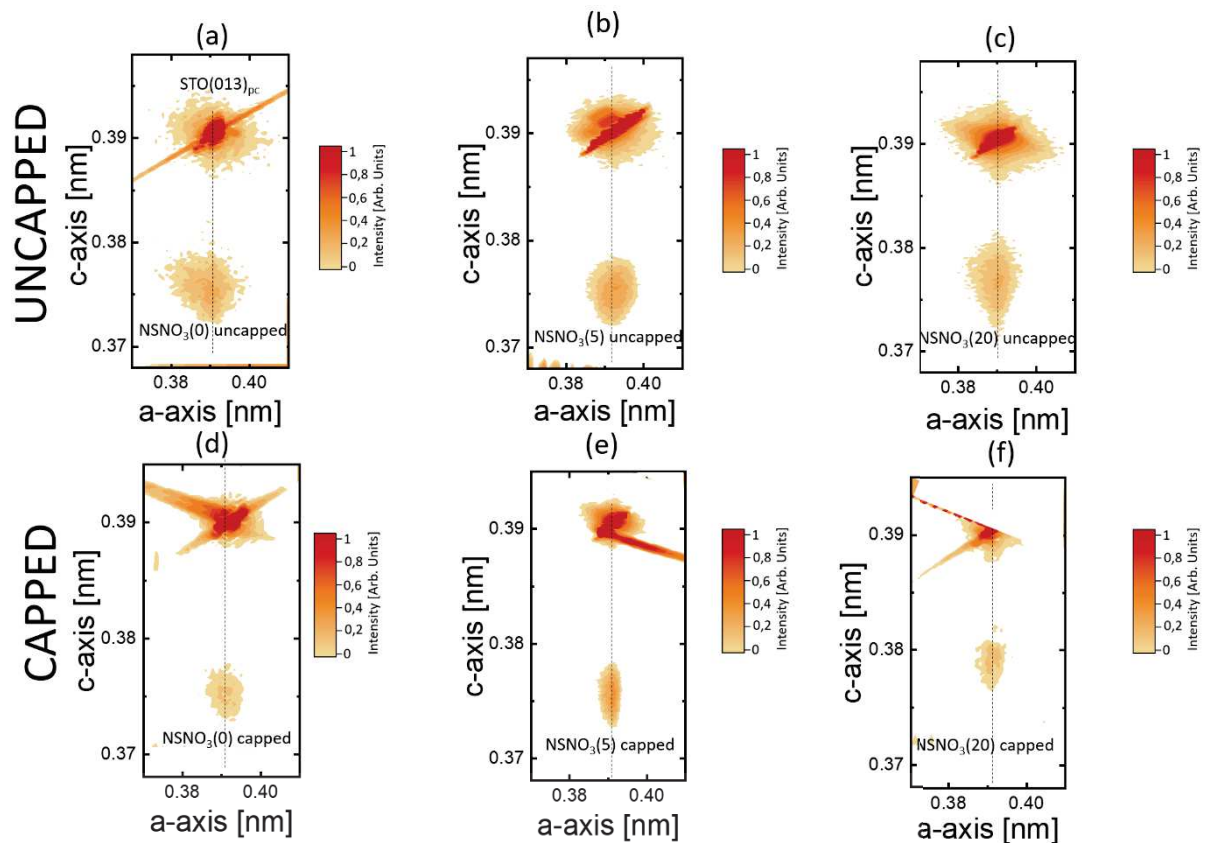 UNCAPPED
(a)
STO(013)pc
c-axis [nm]
0.39
0.38
0.37
NSNO3(0) uncapped
0.38 0.40
a-axis [nm]
1
0,8
0,6
0,4
0,2
0
Intensity [Arb. Units]
(b)
c-axis [nm]
0.39
0.38
0.37
NSNO3(5) uncapped
0.38 0.40
a-axis [nm]
1
0,8
0,6
0,4
0,2
0
Intensity [Arb. Units]
(c)
c-axis [nm]
0.39
0.38
0.37
NSNO3(20) uncapped
0.38 0.40
a-axis [nm]
1
0,8
0,6
0,4
0,2
0
Intensity [Arb. Units]
CAPPED
(d)
c-axis [nm]
0.39
0.38
0.37
NSNO3(0) capped
0.38 0.40
a-axis [nm]
1
0,8
0,6
0,4
0,2
0
Intensity [Arb. Units]
(e)
c-axis [nm]
0.39
0.38
0.37
NSNO3(5) capped
0.38 0.40
a-axis [nm]
1
0,8
0,6
0,4
0,2
0
Intensity [Arb. Units]
(f)
c-axis [nm]
0.39
0.38
0.37
NSNO3(20) capped
0.38 0.40
a-axis [nm]
1
0,8
0,6
0,4
0,2
0
Intensity [Arb. Units]